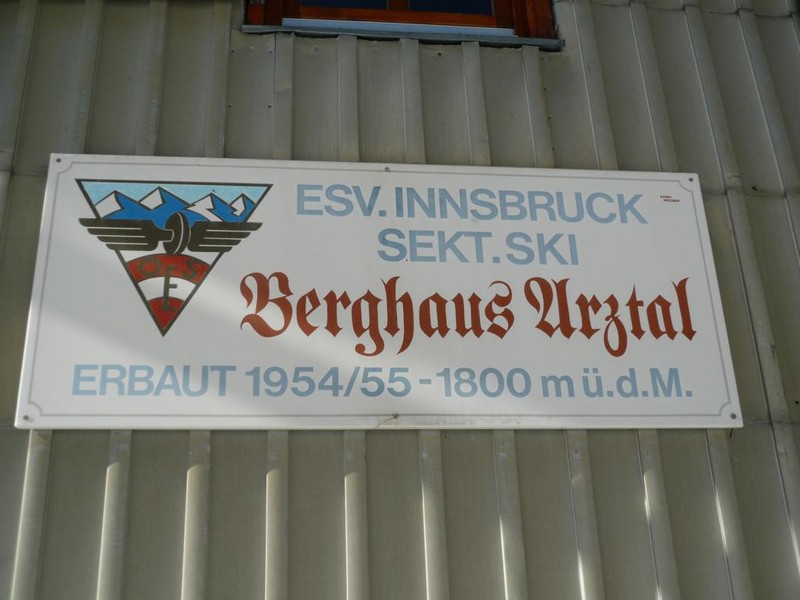 ESV. INNSBRUCK
SEKT. SKI
Berghaus Arztal
ERBAUT 1954/55 - 1800 m ü.d.M.